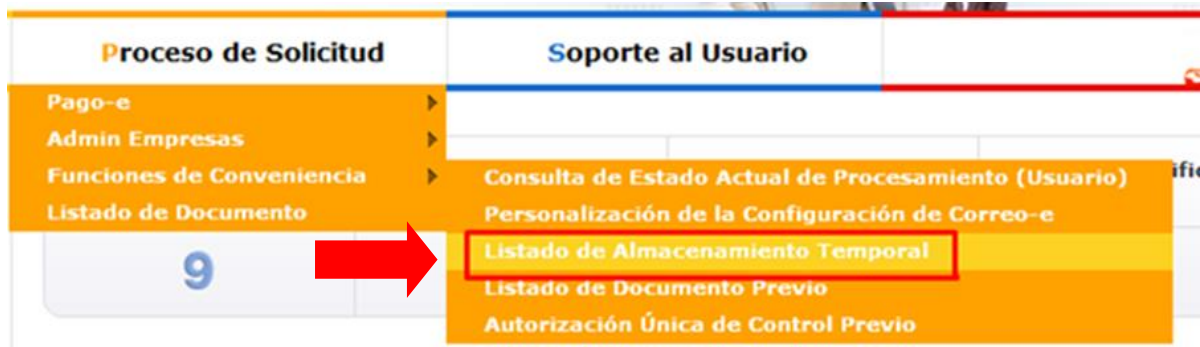 Proceso de Solicitud
Soporte al Usuario
Pago-e
Admin Empresas
Funciones de Conveniencia
Listado de Documento
Consulta de Estado Actual de Procesamiento (Usuario)
Personalización de la Configuración de Correo-e
Listado de Almacenamiento Temporal
Listado de Documento Previo
Autorización Única de Control Previo
9